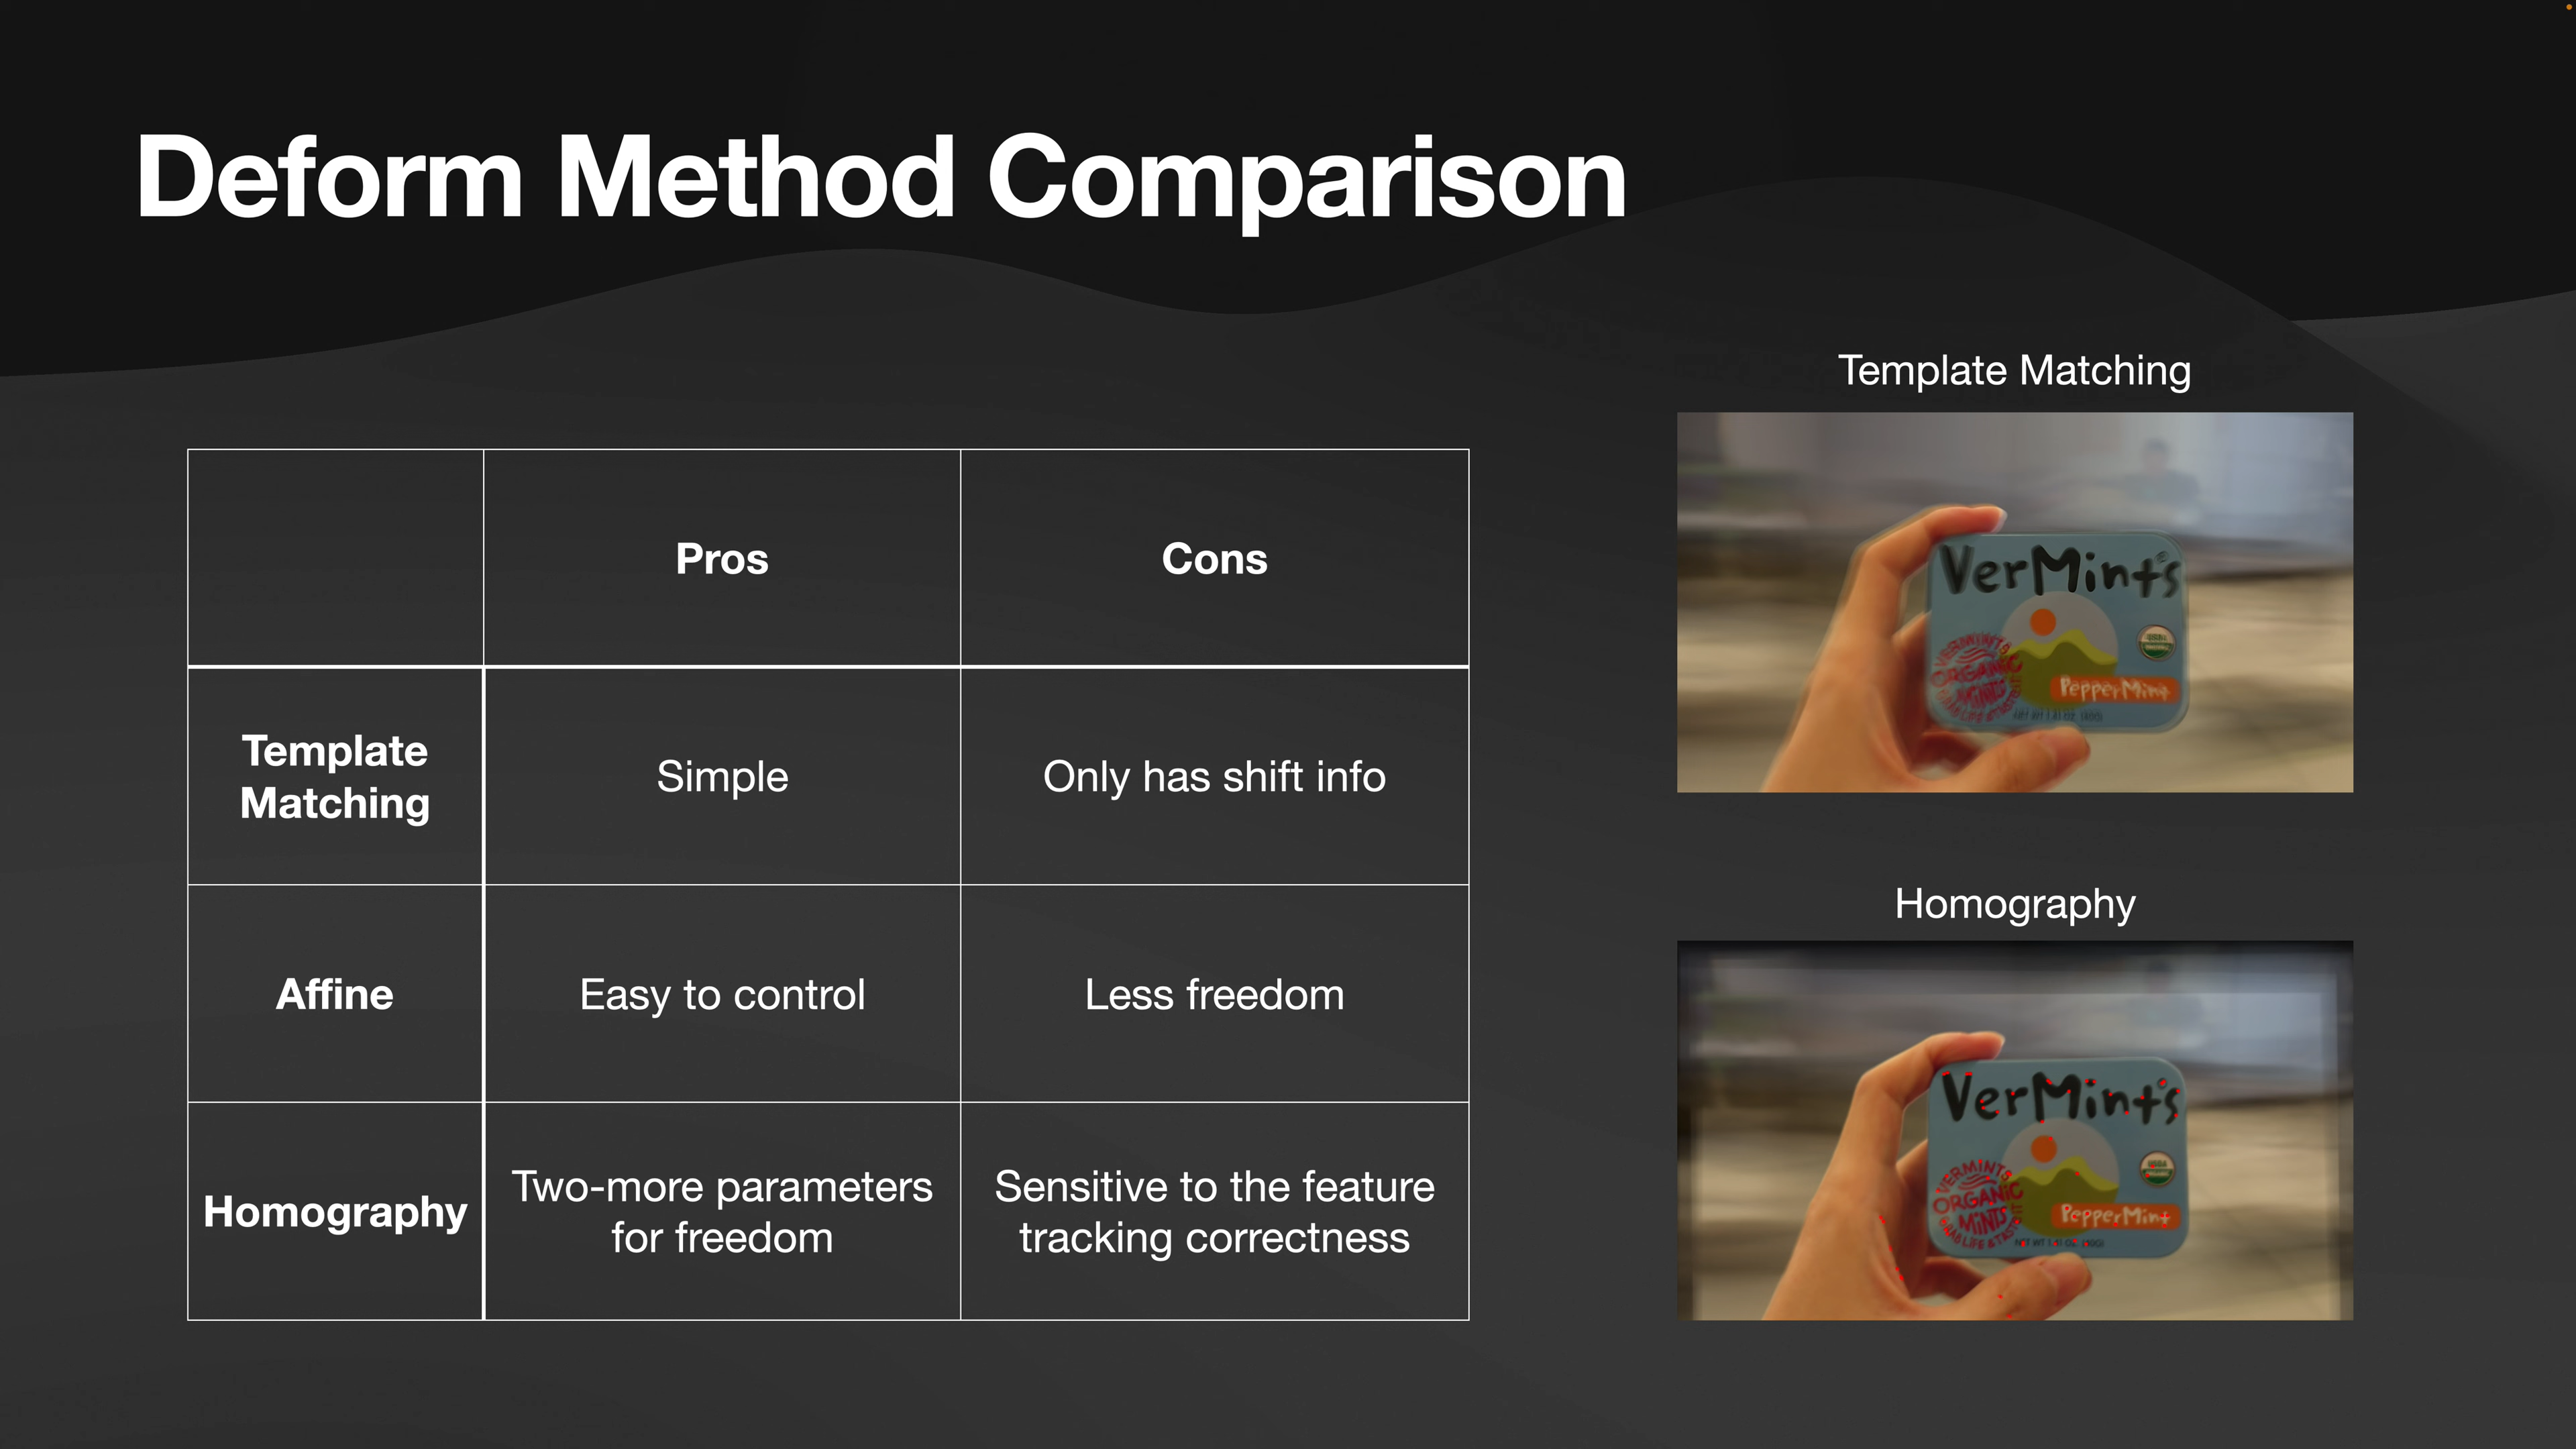 Deform Method Comparison
Pros
Cons
Template
Matching
Simple
Only has shift info
Affine
Easy to control
Less freedom
Homography
Two-more parameters
for freedom
Sensitive to the feature
tracking correctness
Template Matching
VerMints
VERMINTS
ORGANIC
MINTS
PepperMint
Homography
VerMints
VERMINTS
ORGANIC
MiNTS
PepperMint